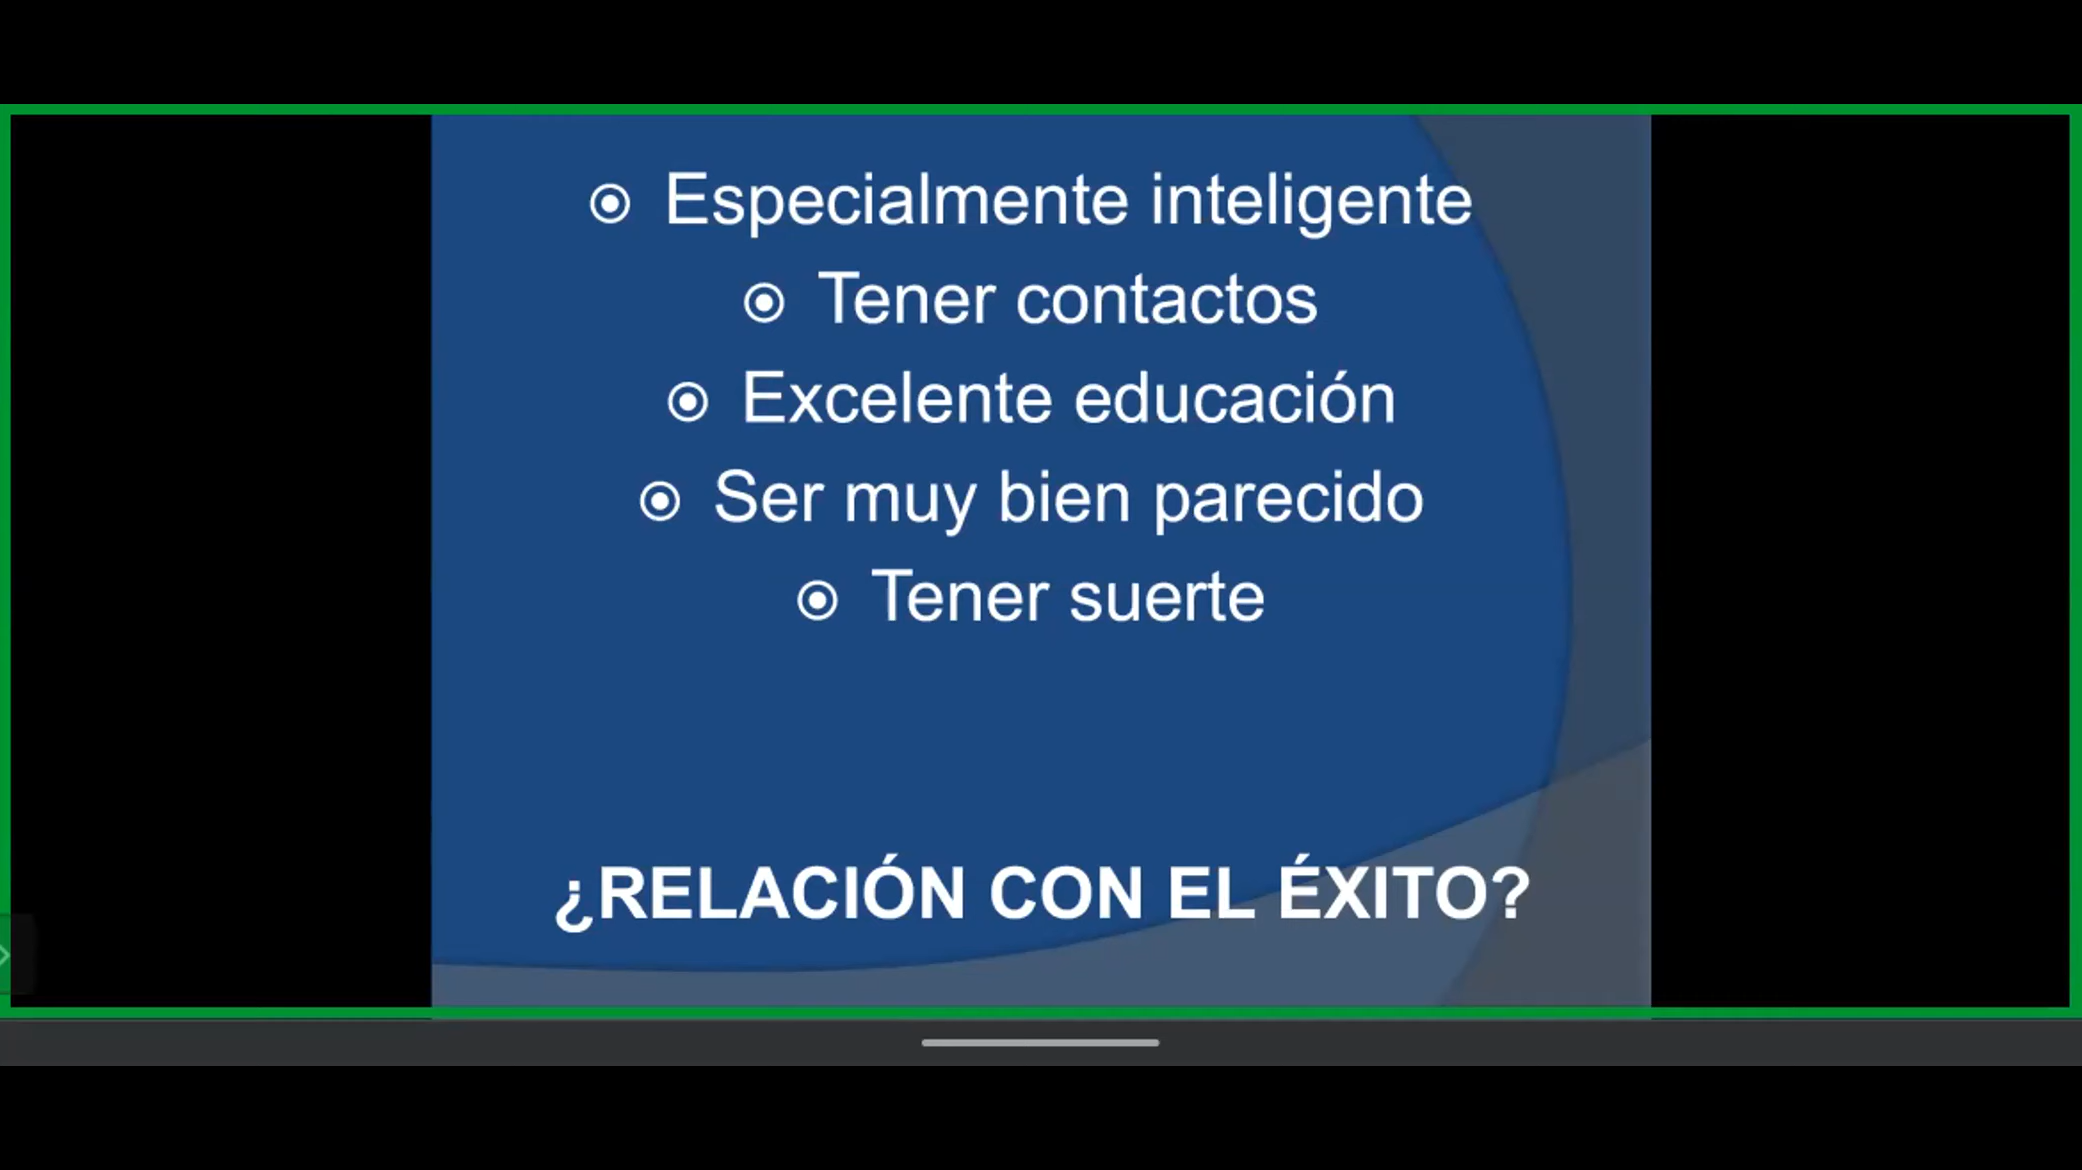 Especialmente inteligente
Tener contactos
Excelente educación
Ser muy bien parecido
Tener suerte
¿RELACIÓN CON EL ÉXITO?